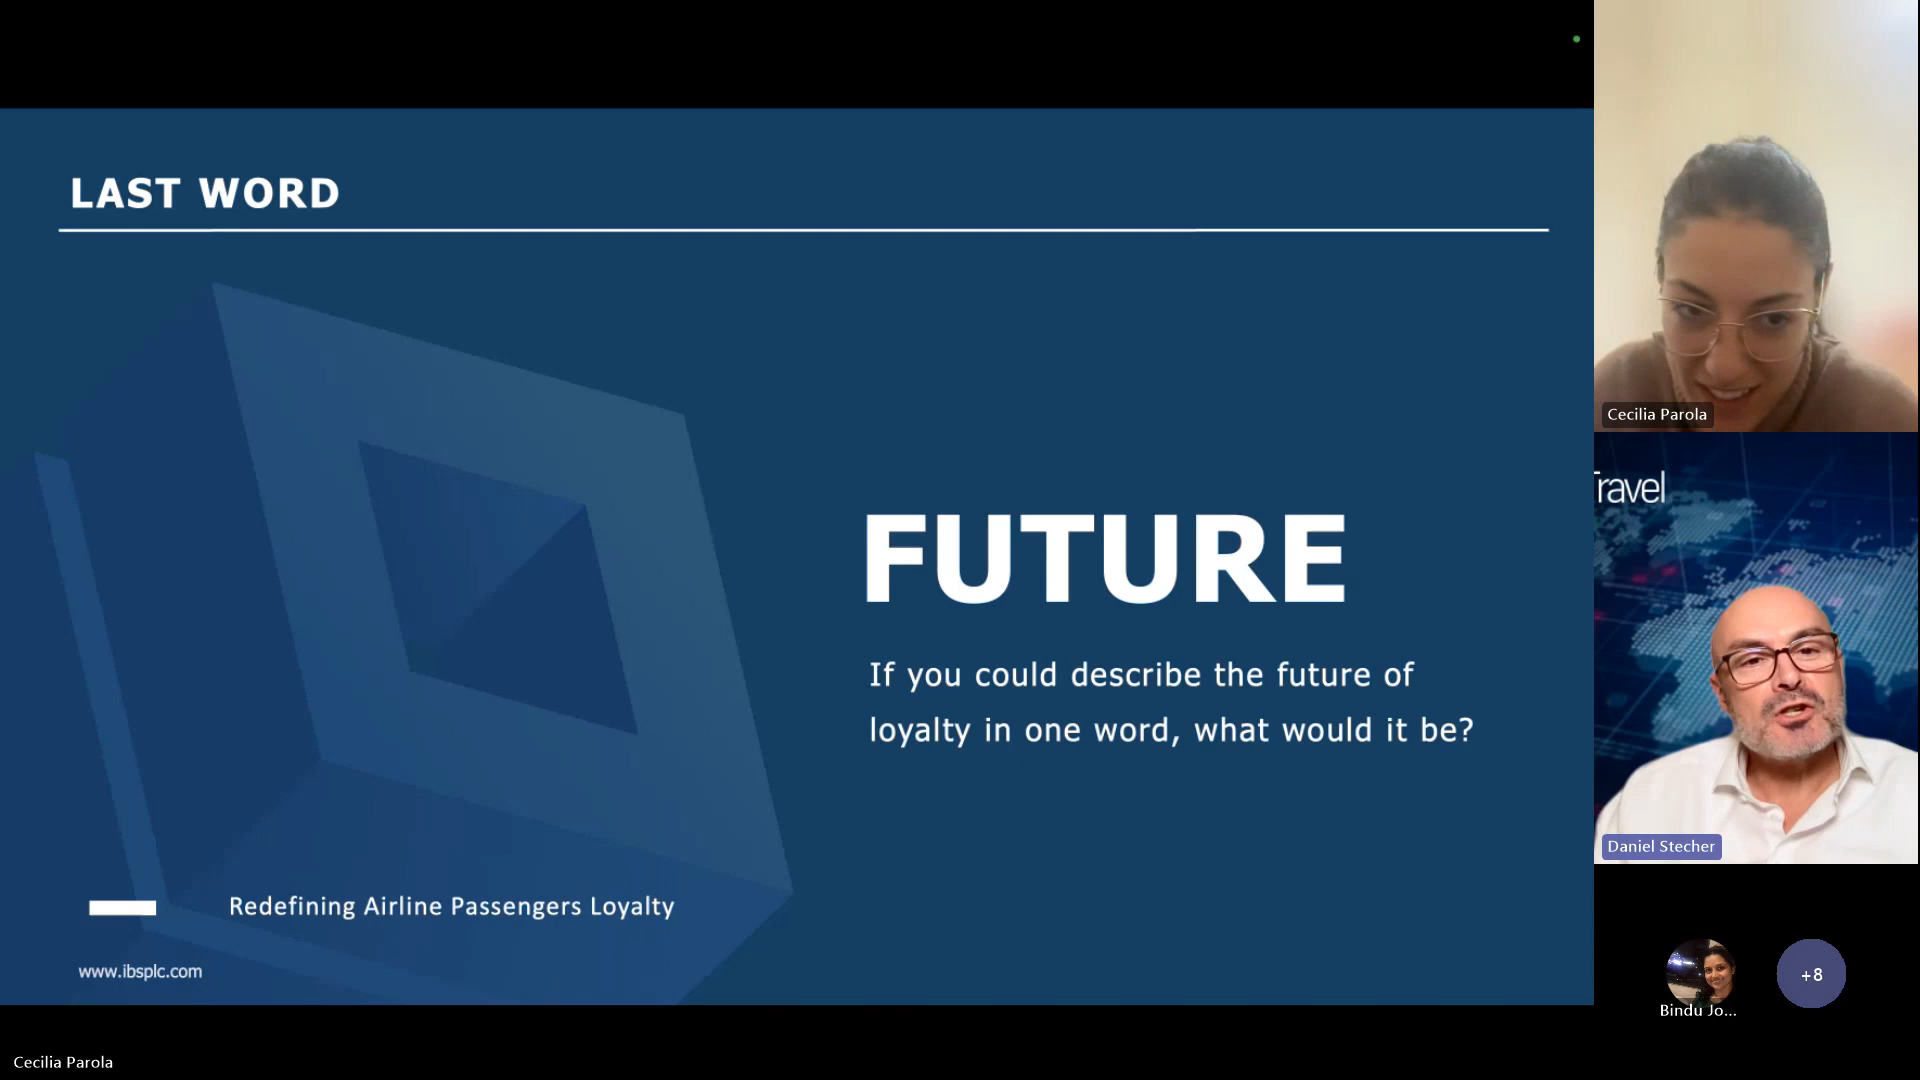 LAST WORD
FUTURE
If you could describe the future of
loyalty in one word, what would it be?
Redefining Airline Passengers Loyalty
www.ibsplc.com
Cecilia Parola
Travel
Daniel Stecher
Bindu Jo...
+8
Cecilia Parola